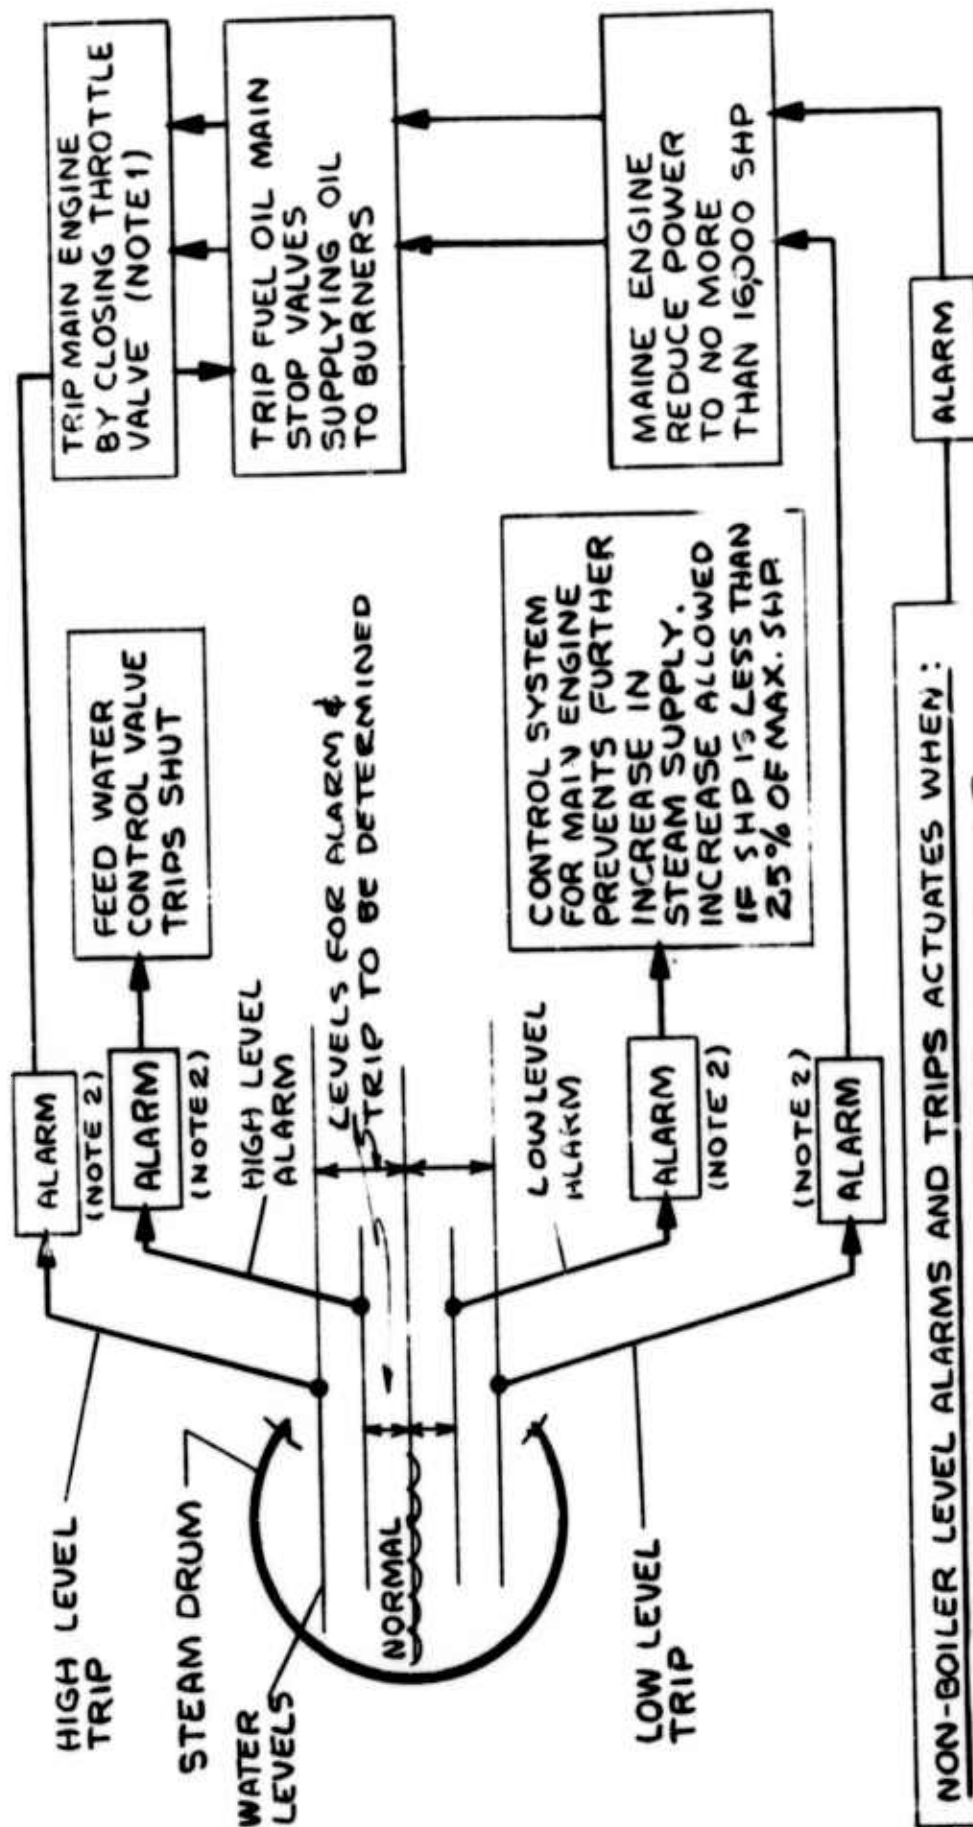 HIGH LEVEL
TRIP
STEAM DRUM
WATER
LEVELS
NORMAL
LOW LEVEL
TRIP
ALARM
(NOTE 2)
ALARM
(NOTE 2)
HIGH LEVEL
ALARM
LEVELS FOR ALARM &
TRIP TO BE DETERMINED
LOW LEVEL
ALARM
ALARM
(NOTE 2)
(NOTE 2)
ALARM
FEED WATER
CONTROL VALVE
TRIPS SHUT
CONTROL SYSTEM
FOR MAIN ENGINE
PREVENTS FURTHER
INCREASE IN
STEAM SUPPLY.
INCREASE ALLOWED
IF SHP IS LESS THAN
25% OF MAX. SHP.
TRIP MAIN ENGINE
BY CLOSING THROTTLE
VALVE (NOTE 1)
TRIP FUEL OIL MAIN
STOP VALVES
SUPPLYING OIL
TO BURNERS
MAINE ENGINE
REDUCE POWER
TO NO MORE
THAN 16,000 SHP
ALARM
NON-BOILER LEVEL ALARMS AND TRIPS ACTUATES WHEN: